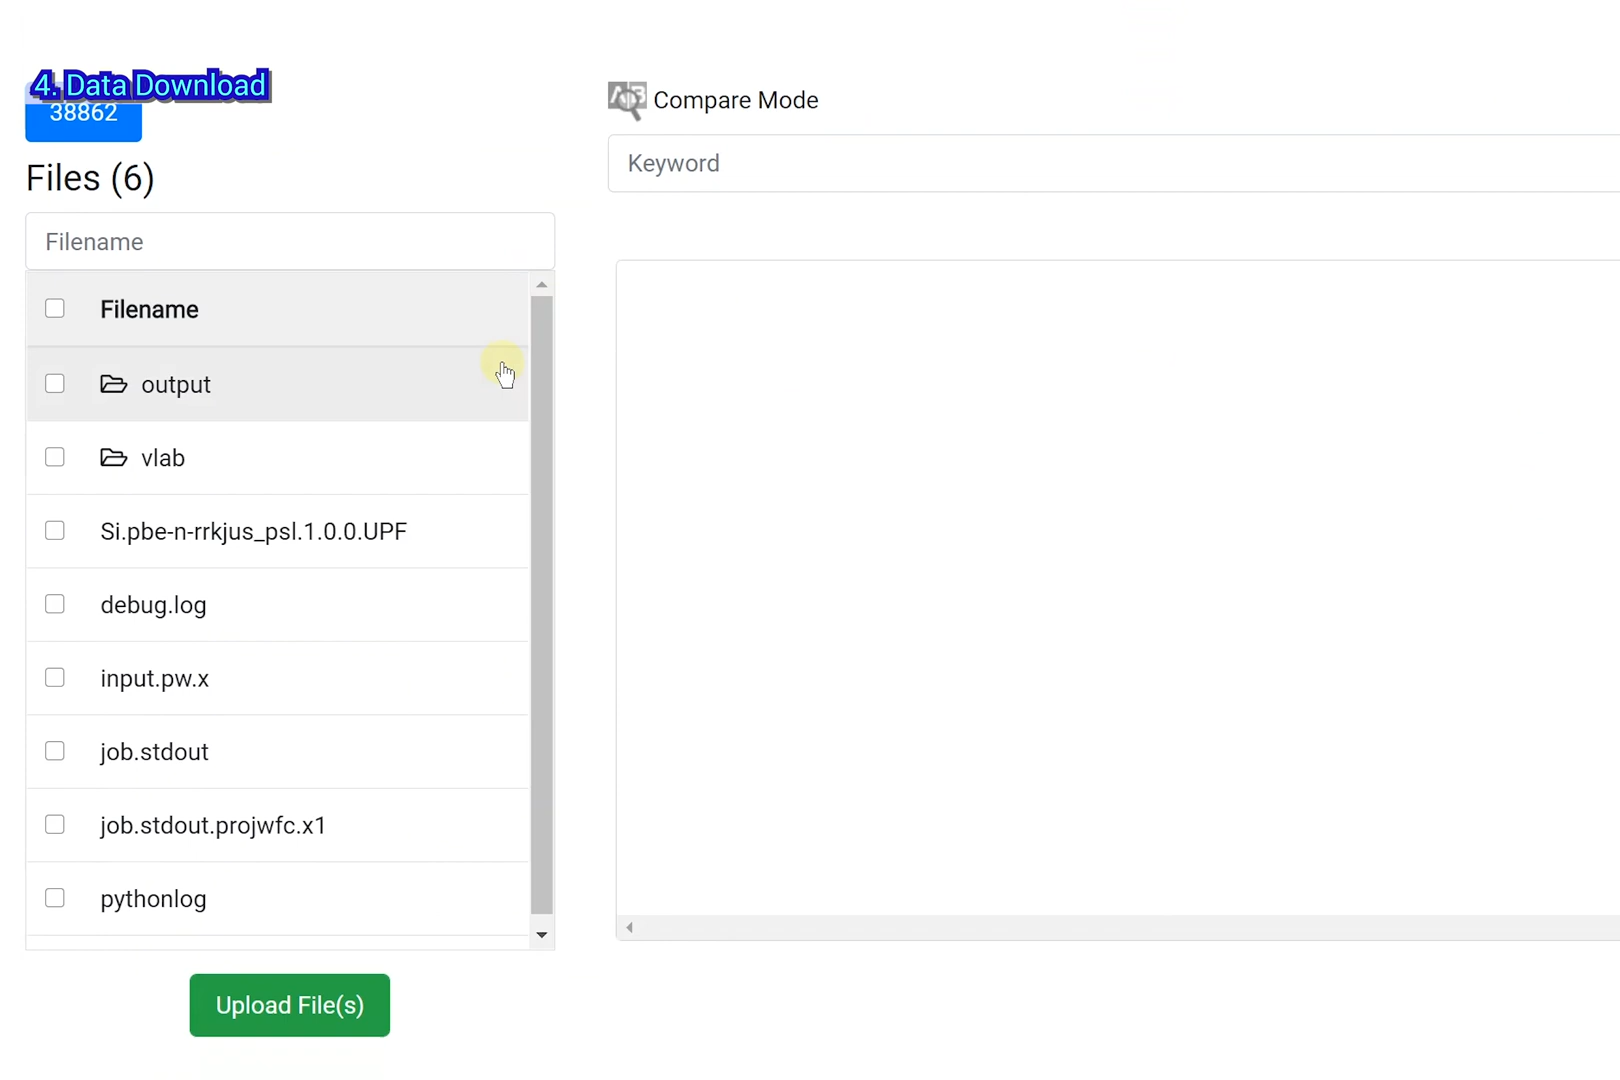 4. Data Download
38862
Files (6)
Filename
Filename
output
vlab
Si.pbe-n-rrkjus_psl.1.0.0.UPF
debug.log
input.pw.x
job.stdout
job.stdout.projwfc.x1
pythonlog
Upload File(s)
Compare Mode
Keyword